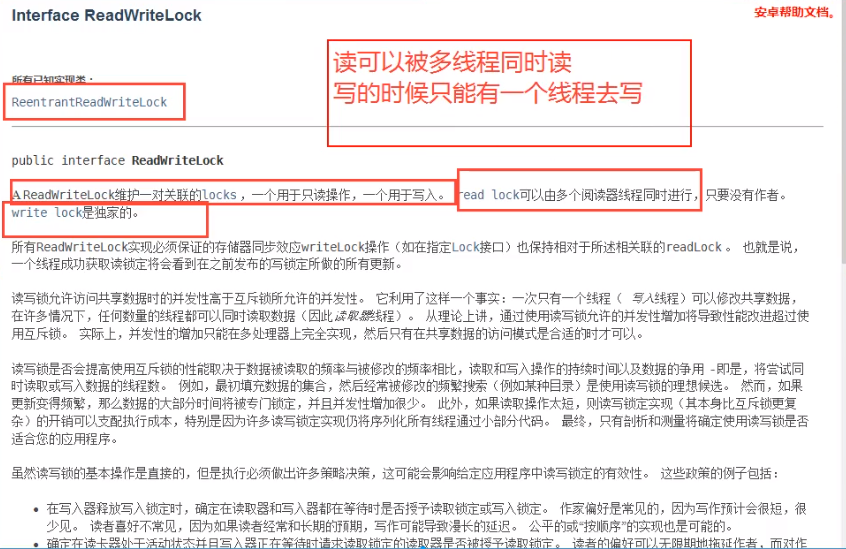 Interface ReadWriteLock
安卓帮助文档。
所有已知实现类：
ReentrantReadWriteLock
读可以被多线程同时读
写的时候只能有一个线程去写
public interface ReadWriteLock
A ReadWriteLock维护一对关联的locks ，一个用于只读操作，一个用于写入。 read lock可以由多个阅读器线程同时进行，只要没有作者。
write lock是独家的。
所有ReadWriteLock实现必须保证的存储器同步效应writeLock操作（如在指定Lock接口）也保持相对于所述相关联的readLock 。 也就是说，
一个线程成功获取读锁定将会看到在之前发布的写锁定所做的所有更新。
读写锁允许访问共享数据时的并发性高于互斥锁所允许的并发性。 它利用了这样一个事实：一次只有一个线程（ 写入线程）可以修改共享数据，
在许多情况下，任何数量的线程都可以同时读取数据（因此读取器线程）。 从理论上讲，通过使用读写锁允许的并发性增加将导致性能改进超过使
用互斥锁。 实际上，并发性的增加只能在多处理器上完全实现，然后只有在共享数据的访问模式是合适的时才可以。
读写锁是否会提高使用互斥锁的性能取决于数据被读取的频率与被修改的频率相比，读取和写入操作的持续时间以及数据的争用 -即是，将尝试同
时读取或写入数据的线程数。 例如，最初填充数据的集合，然后经常被修改的频繁搜索（例如某种目录）是使用读写锁的理想候选。 然而，如果
更新变得频繁，那么数据的大部分时间将被专门锁定，并且并发性增加很少。 此外，如果读取操作太短，则读写锁定实现（其本身比互斥锁更复
杂）的开销可以支配执行成本，特别是因为许多读写锁定实现仍将序列化所有线程通过小部分代码。 最终，只有剖析和测量将确定使用读写锁是否
适合您的应用程序。
虽然读写锁的基本操作是直接的，但是执行必须做出许多策略决策，这可能会影响给定应用程序中读写锁定的有效性。 这些政策的例子包括：
• 在写入器释放写入锁定时，确定在读取器和写入器都在等待时是否授予读取锁定或写入锁定。 作家偏好是常见的，因为写作预计会很短，很
少见。 读者喜好不常见，因为如果读者经常和长期的预期，写作可能导致漫长的延迟。 公平的或“按顺序”的实现也是可能的。
• 确定在读卡器处于活动状态并且写入器正在等待时请求读取锁定的读取器是否被授予读取锁定。 读者的偏好可以无限期地拖延作者，而对作